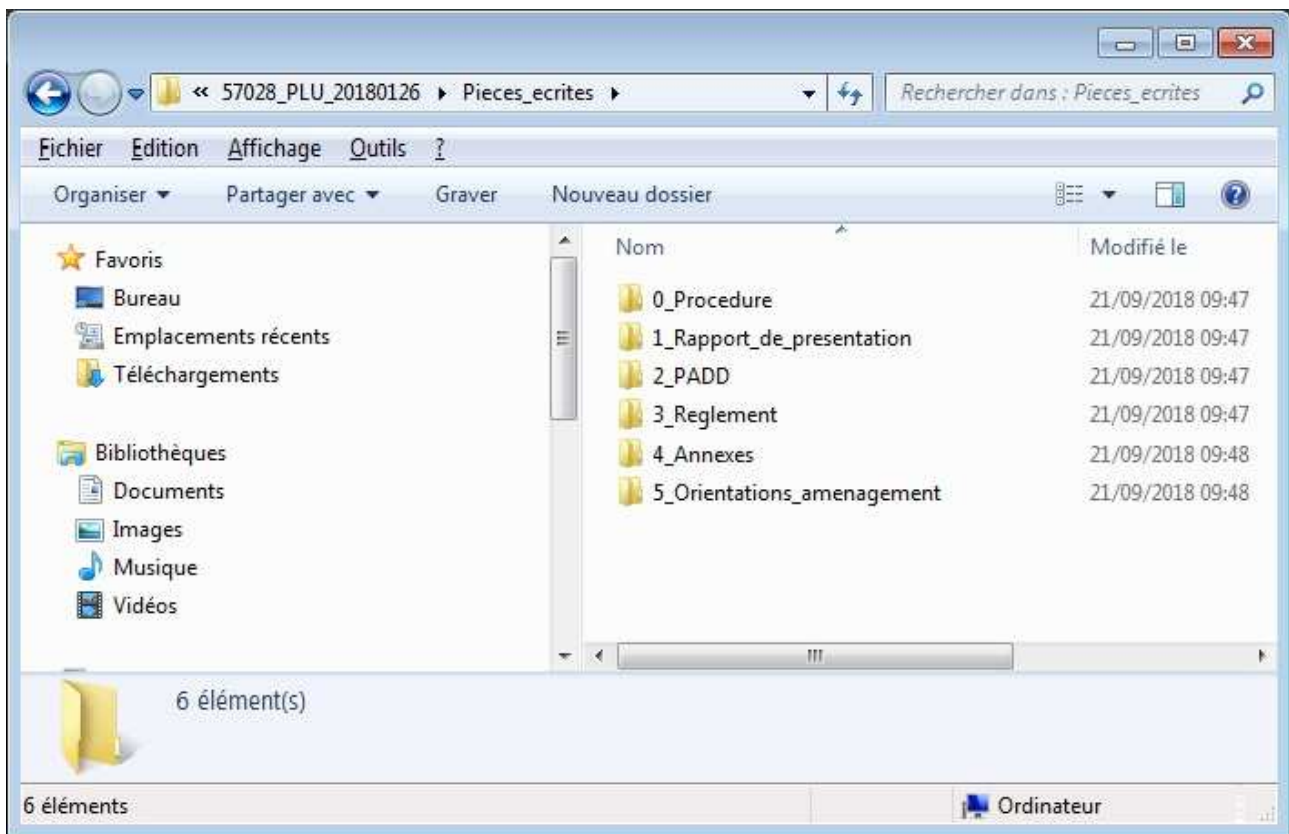 « 57028_PLU_20180126 ▸ Pieces_ecrites ▸
Rechercher dans : Pieces_ecrites
Fichier Edition Affichage Outils ?
Organiser Partager avec Graver Nouveau dossier
Favoris
Bureau
Emplacements récents
Téléchargements
Bibliothèques
Documents
Images
Musique
Vidéos
Nom Modifié le
0_Procedure 21/09/2018 09:47
1_Rapport_de_presentation 21/09/2018 09:47
2_PADD 21/09/2018 09:47
3_Reglement 21/09/2018 09:47
4_Annexes 21/09/2018 09:48
5_Orientations_amenagement 21/09/2018 09:48
6 élément(s)
6 éléments Ordinateur